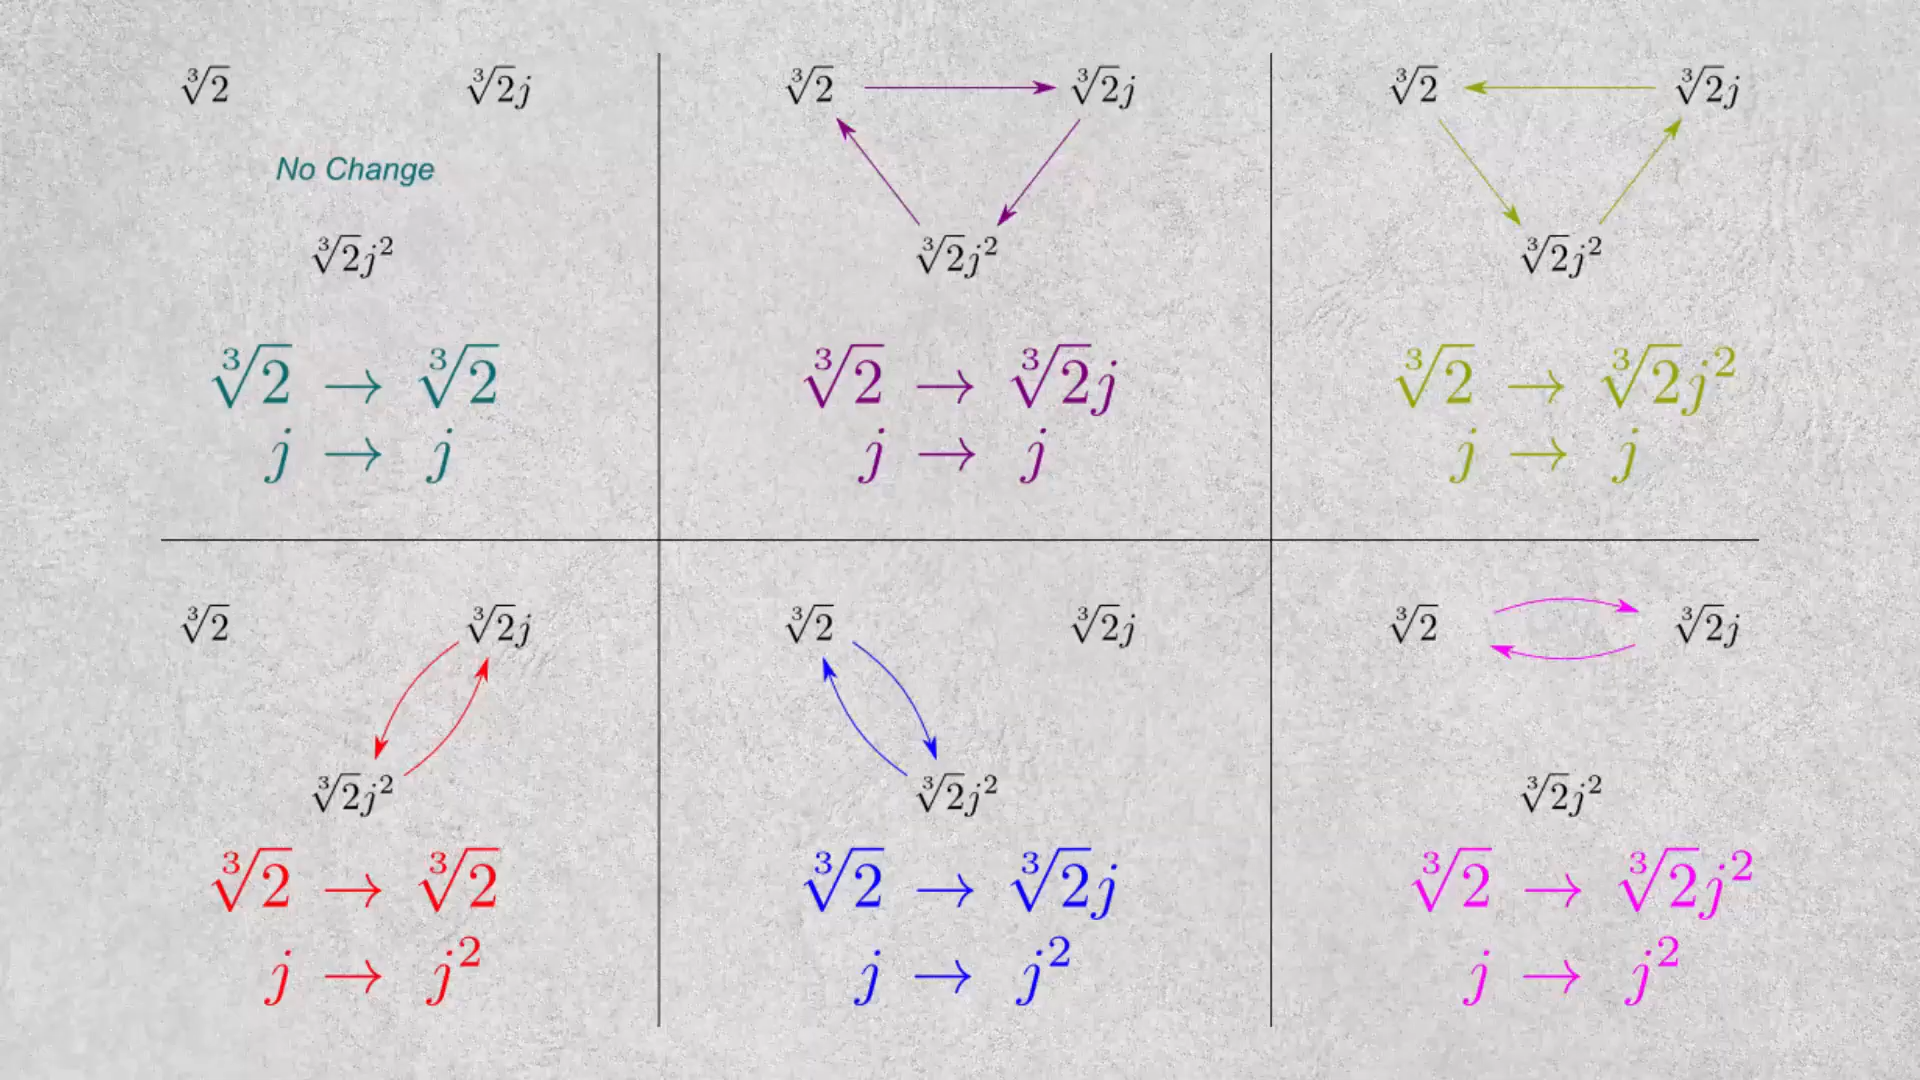 ∛2 ∛2j
No Change
∛2j²
∛2 → ∛2
j → j
∛2 ∛2j
∛2j²
∛2 → ∛2j
j → j
∛2 ∛2j
∛2j²
∛2 → ∛2j²
j → j
∛2 ∛2j
∛2j²
∛2 → ∛2
j → j²
∛2 ∛2j
∛2j²
∛2 → ∛2j
j → j²
∛2 ∛2j
∛2j²
∛2 → ∛2j²
j → j²